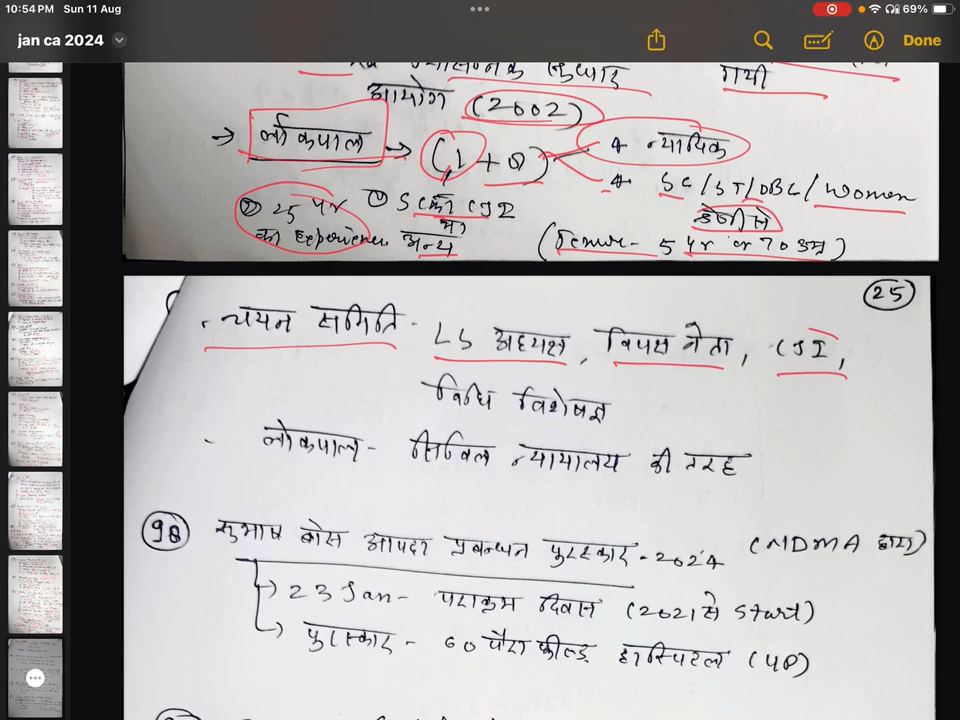 10:54 PM Sun 11 Aug
69%
jan ca 2024
Done
गयी
आयोग (2002)
→ लोकपाल → (1 + 8)
4 न्यायिक
4 SC/ST/OBC/Women
② 25 yr ① SC का CJI
का experience अन्य
(Tenure - 5 yr or 70 उम्र)
25
चयन समिति - LS अध्यक्ष, विपक्ष नेता, CJI,
विधि विशेषज्ञ
लोकपाल - सिविल न्यायालय की तरह
98 सुभाष बोस आपदा प्रबन्धन पुरस्कार - 2024 (NDMA द्वारा)
→ 23 Jan - पराक्रम दिवस (2021 से start)
→ पुरस्कार - 60 पैरा फील्ड हास्पिटल (UP)